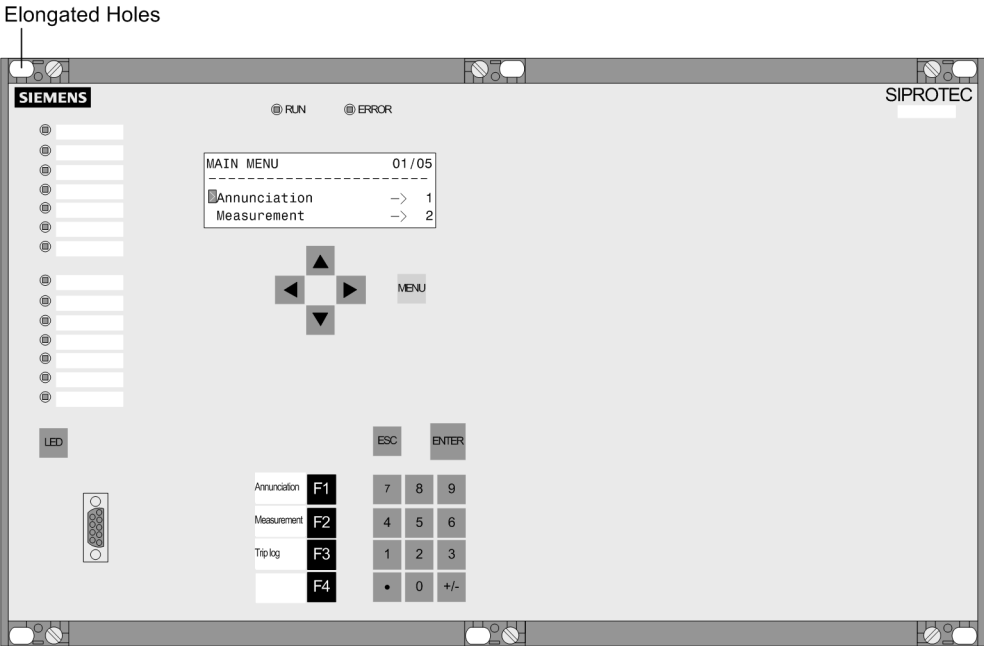 Elongated Holes
SIEMENS
SIPROTEC
RUN
ERROR
MAIN MENU 01/05
--------------------------
>Annunciation -> 1
Measurement -> 2
MENU
LED
ESC
ENTER
Annunciation F1
7 8 9
Measurement F2
4 5 6
Trip log F3
1 2 3
F4
• 0 +/-